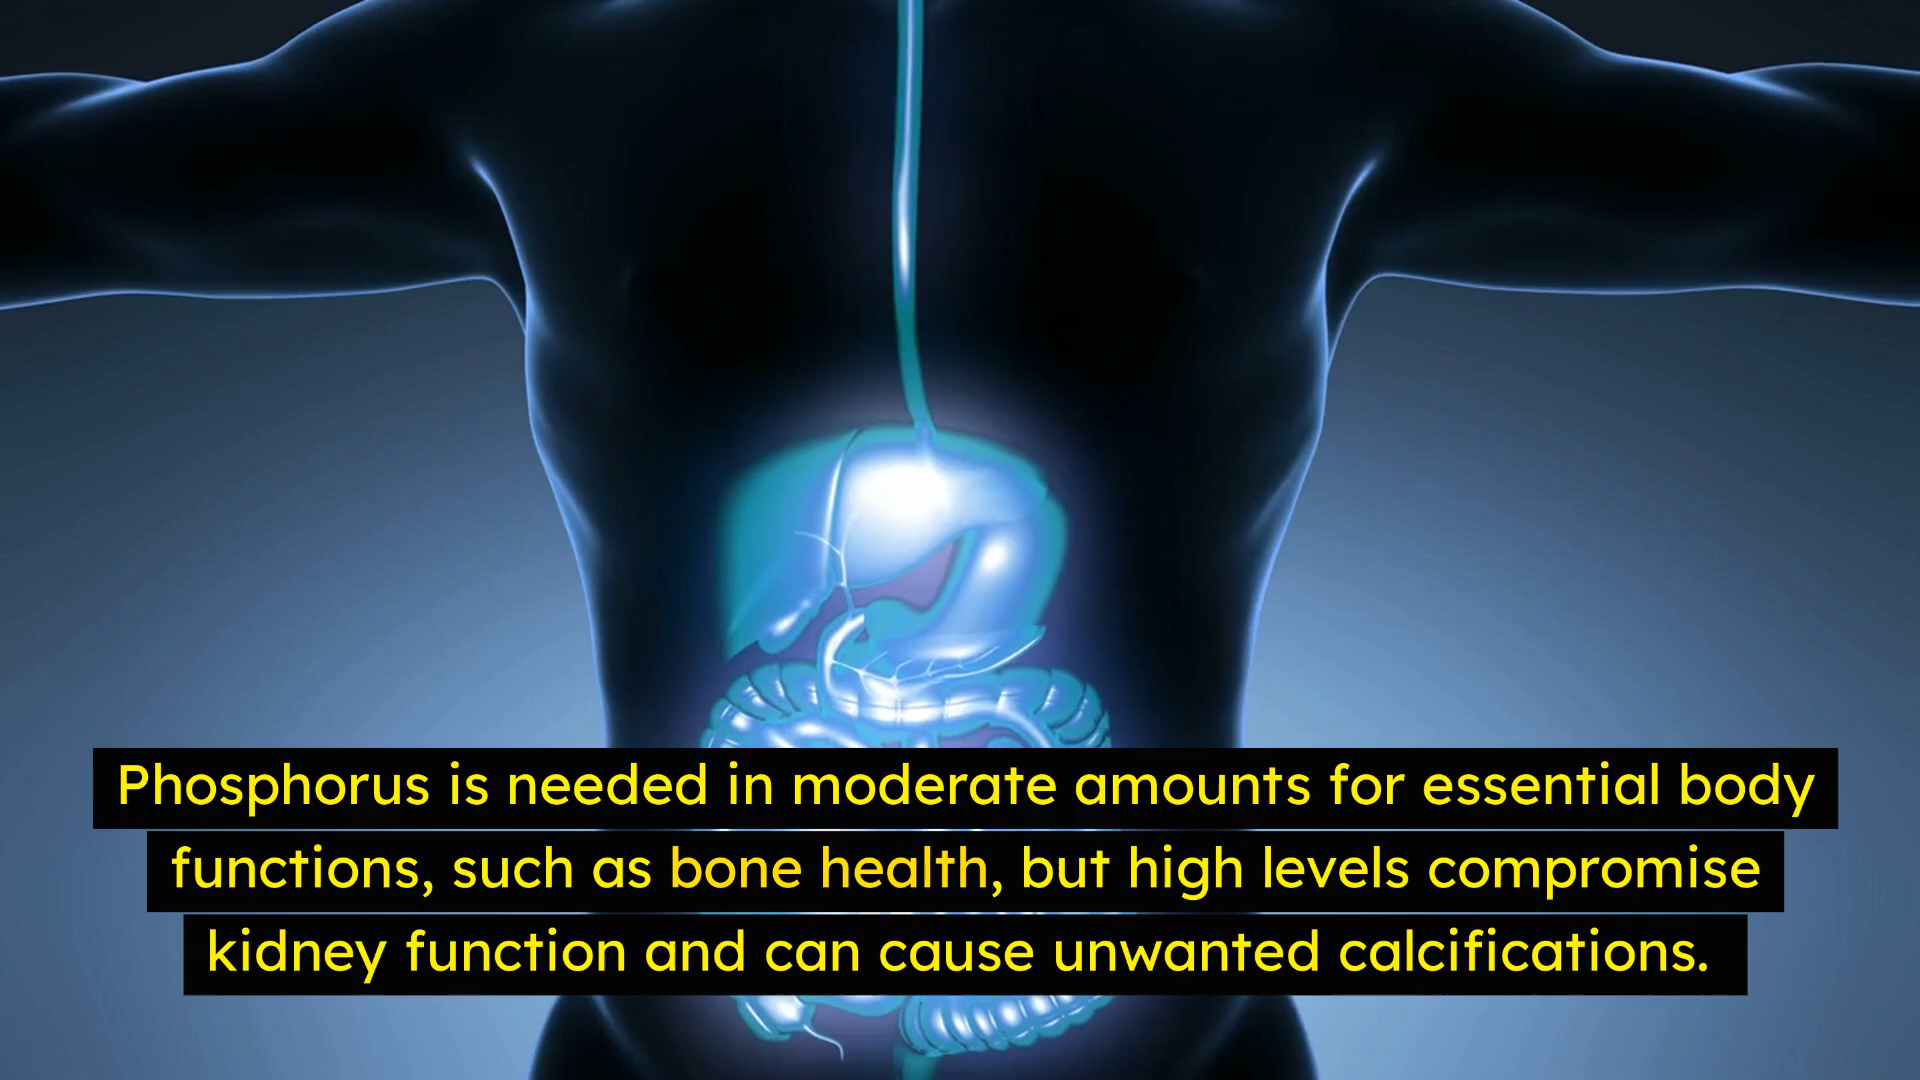 Phosphorus is needed in moderate amounts for essential body
functions, such as bone health, but high levels compromise
kidney function and can cause unwanted calcifications.